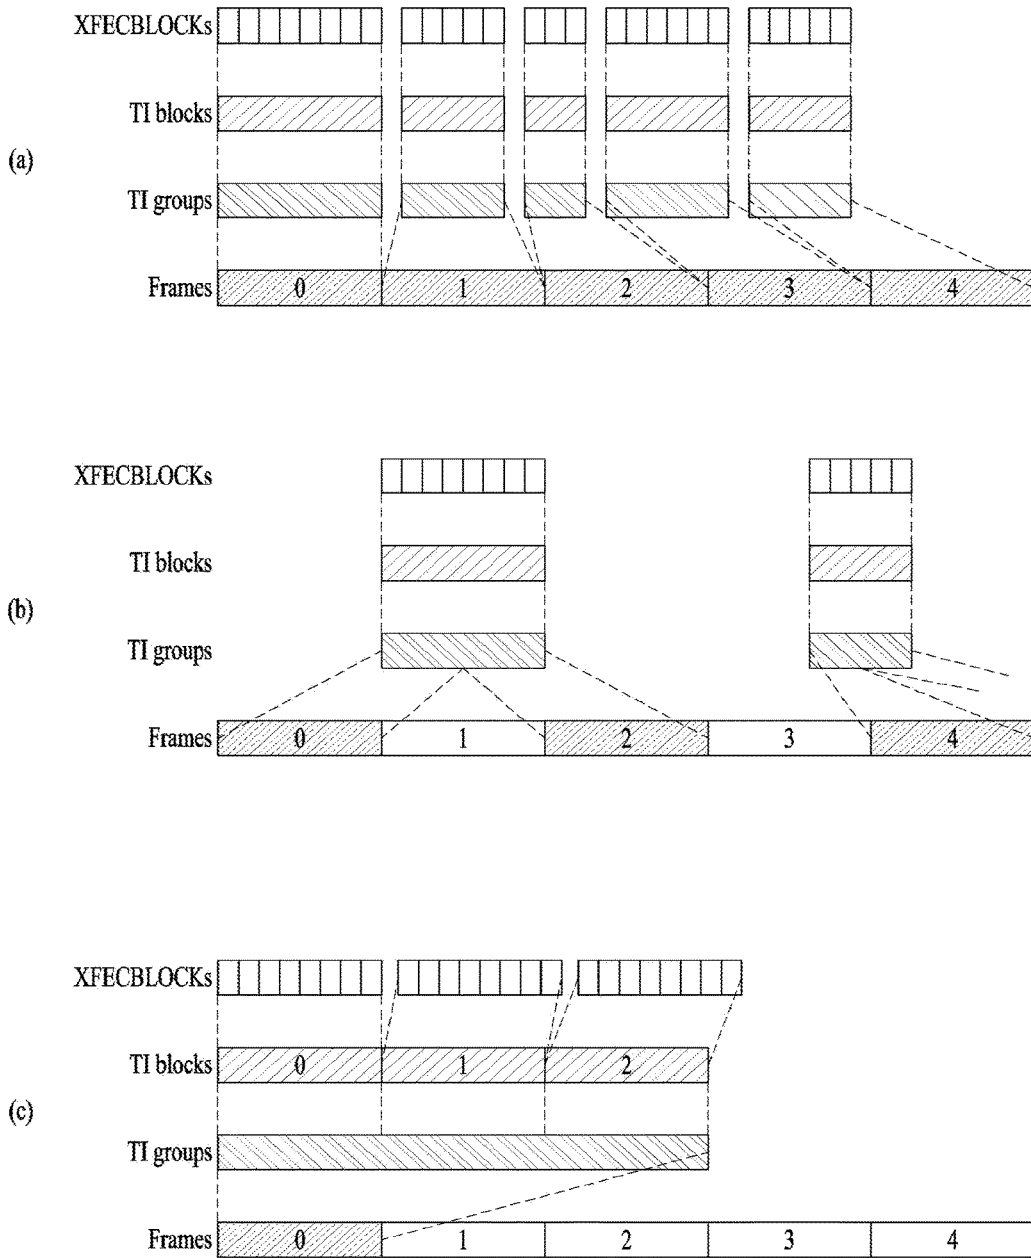 XFECBLOCKs
TI blocks
(a)
TI groups
Frames 0 1 2 3 4
XFECBLOCKs
TI blocks
(b)
TI groups
Frames 0 1 2 3 4
XFECBLOCKs
TI blocks 0 1 2
(c)
TI groups
Frames 0 1 2 3 4